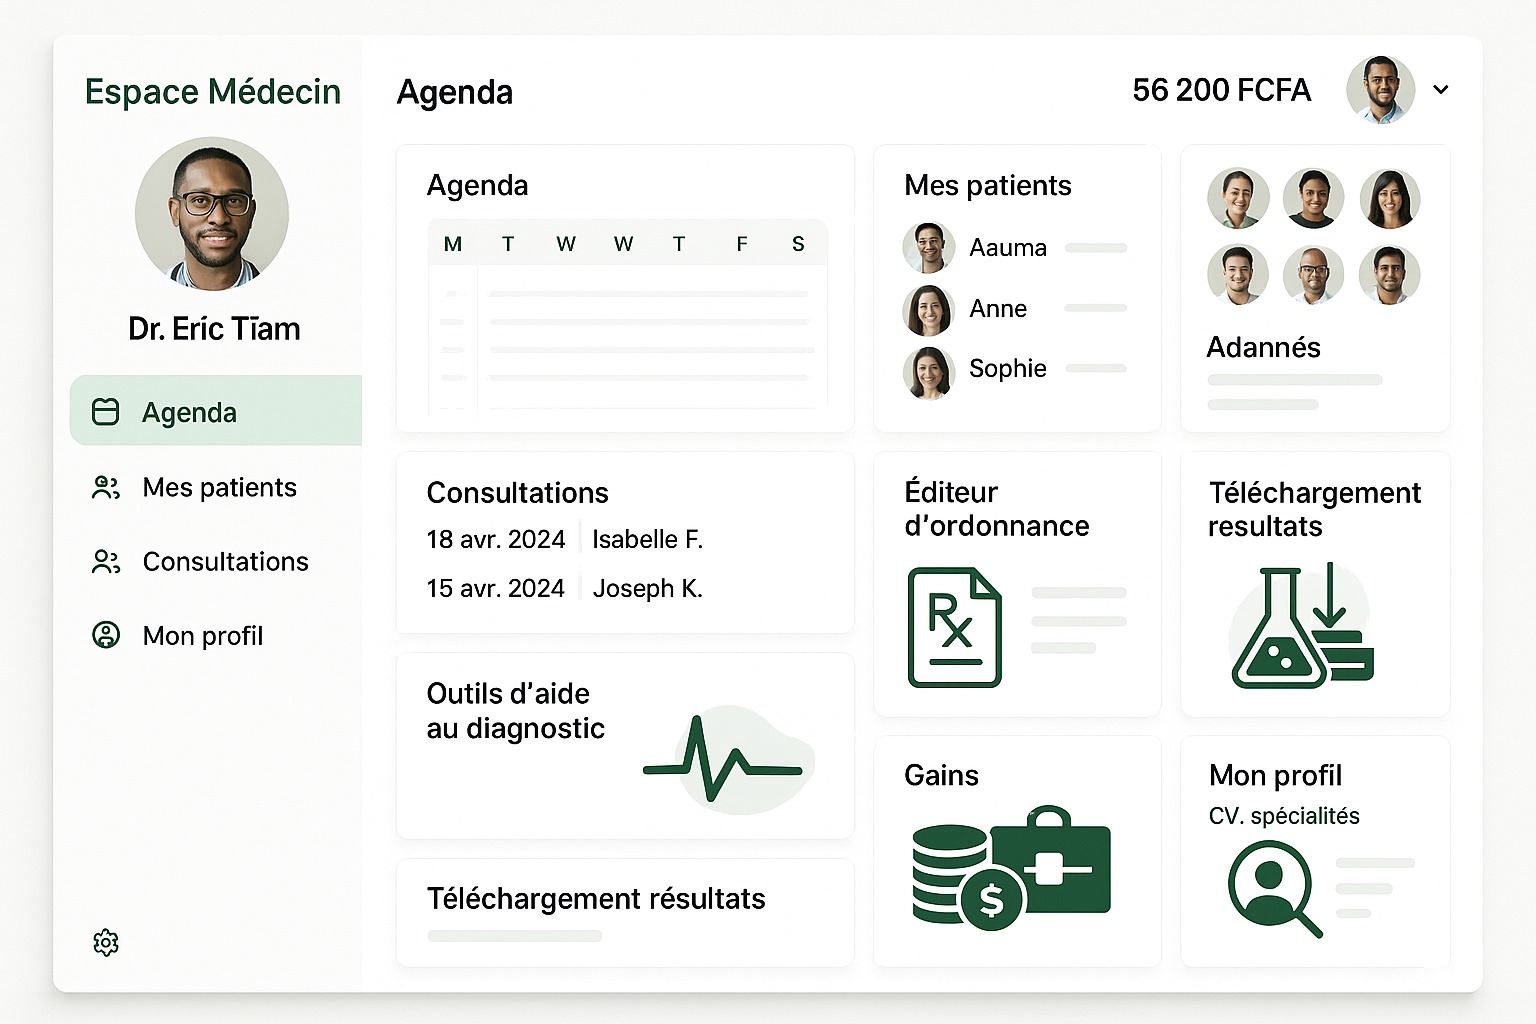 Espace Médecin
Dr. Eric Tīam
Agenda
Mes patients
Consultations
Mon profil
Agenda
56 200 FCFA
Agenda
M T W W T F S
Mes patients
Aauma
Anne
Sophie
Adannés
Consultations
18 avr. 2024 Isabelle F.
15 avr. 2024 Joseph K.
Éditeur
d’ordonnance
Rx
Téléchargement
resultats
Outils d’aide
au diagnostic
Gains
$
Mon profil
CV. spécialités
Téléchargement résultats